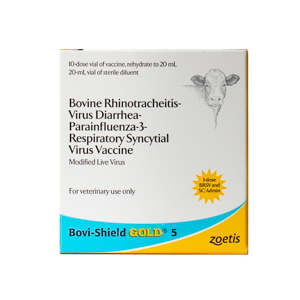 10-dose vial of vaccine, rehydrate to 20 mL
20-mL vial of sterile diluent
Bovine Rhinotracheitis-
Virus Diarrhea-
Parainfluenza-3-
Respiratory Syncytial
Virus Vaccine
Modified Live Virus
For veterinary use only
1-dose
BRSV and
SC Admin
Bovi-Shield GOLD® 5
zoetis